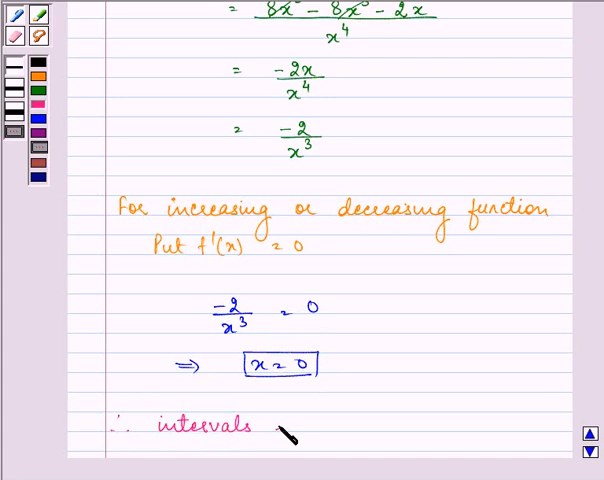 = 8x³ - 8x³ - 2x / x⁴
= -2x / x⁴
= -2 / x³
For increasing or decreasing function
Put f'(x) = 0
-2 / x³ = 0
⇒ x = 0
∴ intervals